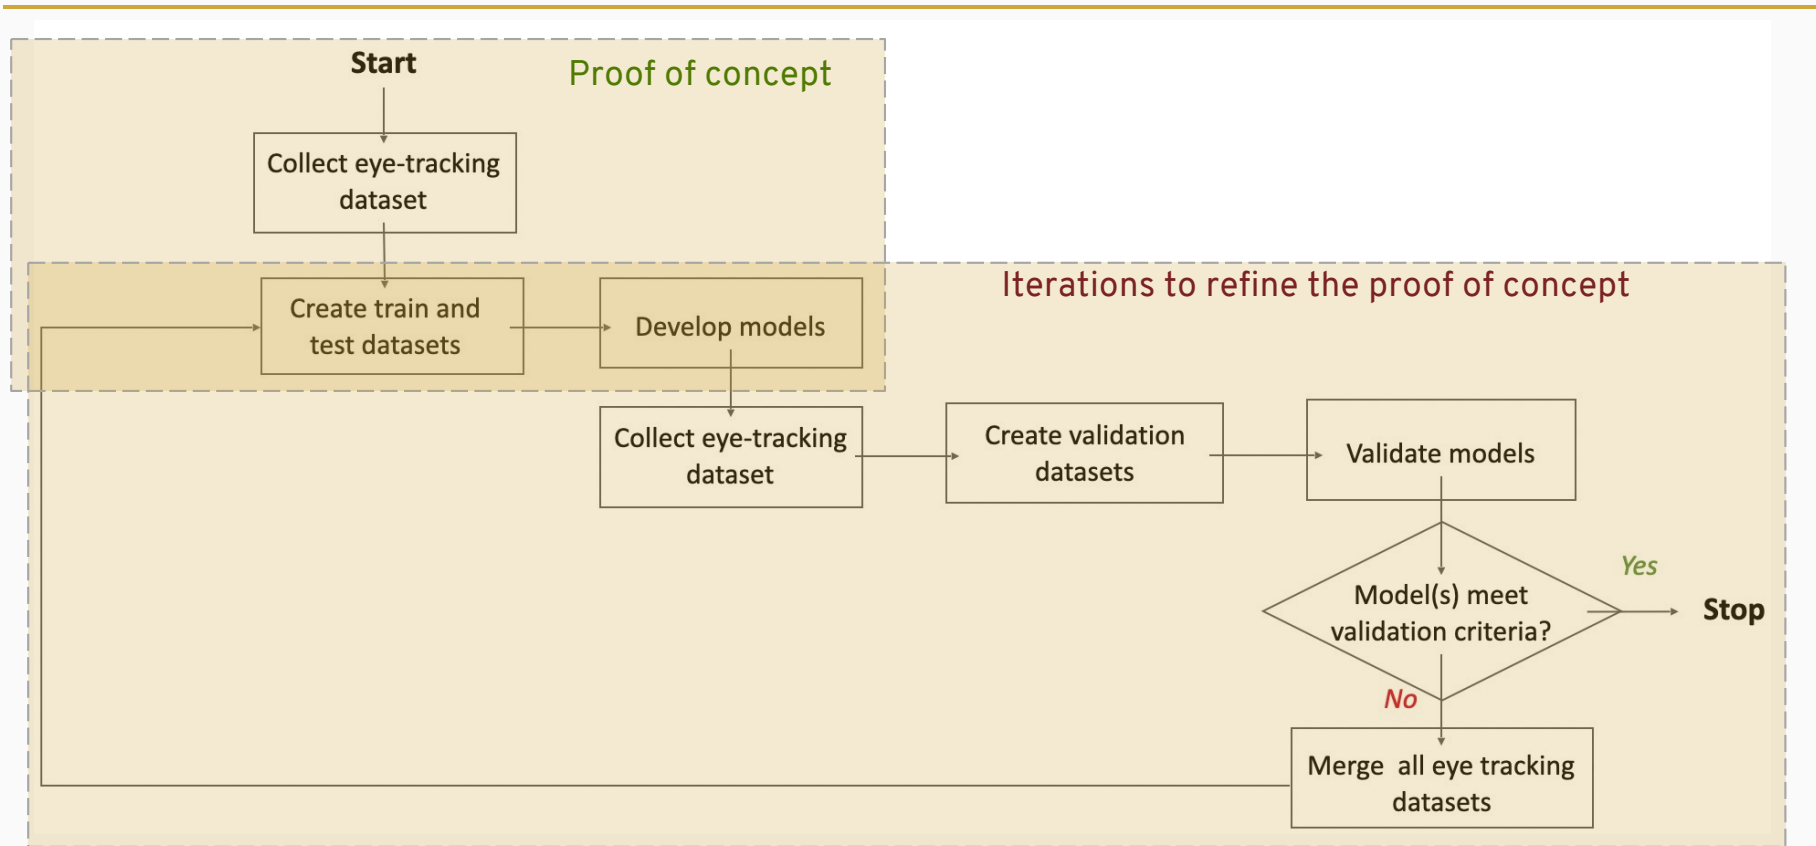 Start
Proof of concept
Collect eye-tracking
dataset
Iterations to refine the proof of concept
Create train and
test datasets
Develop models
Collect eye-tracking
dataset
Create validation
datasets
Validate models
Model(s) meet
validation criteria?
Yes
Stop
No
Merge all eye tracking
datasets